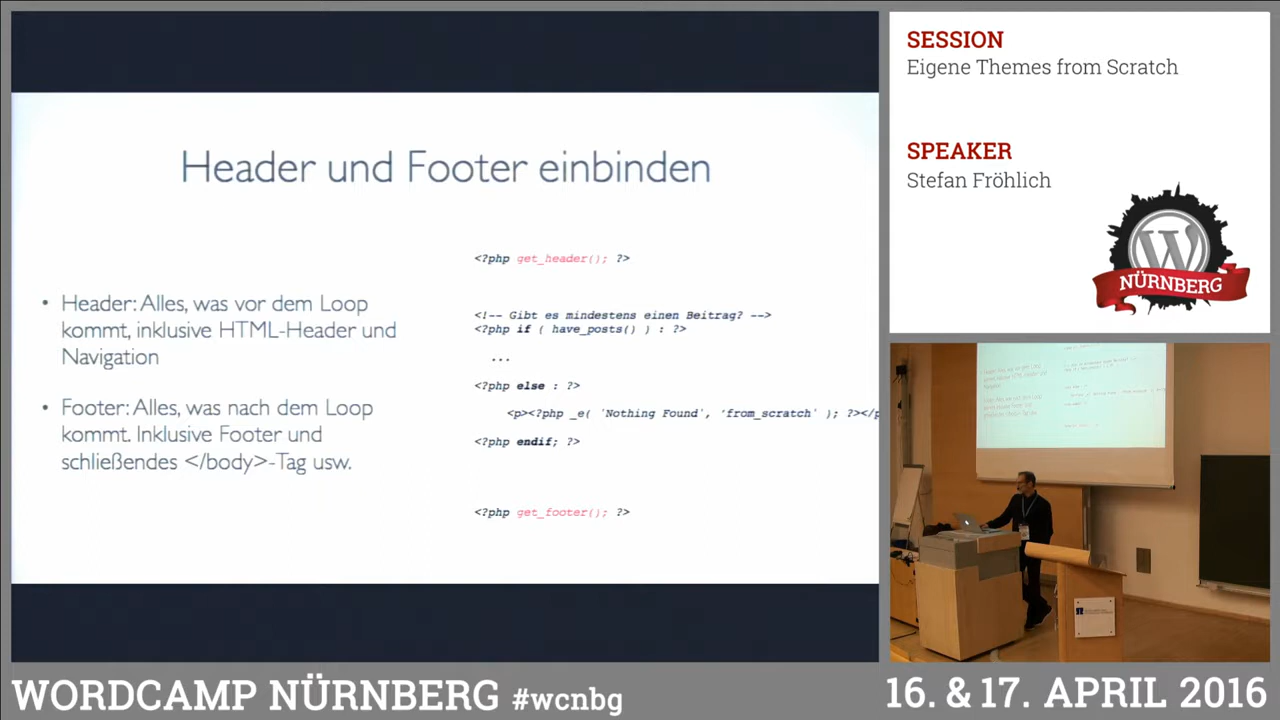 Header und Footer einbinden
• Header: Alles, was vor dem Loop
kommt, inklusive HTML-Header und
Navigation
• Footer: Alles, was nach dem Loop
kommt. Inklusive Footer und
schließendes </body>-Tag usw.
<?php get_header(); ?>
<!-- Gibt es mindestens einen Beitrag? -->
<?php if ( have_posts() ) : ?>
...
<?php else : ?>
<p><?php _e( `Nothing Found´, ‘from_scratch‘ ); ?></p
<?php endif; ?>
<?php get_footer(); ?>
SESSION
Eigene Themes from Scratch
SPEAKER
Stefan Fröhlich
W
NÜRNBERG
WORDCAMP NÜRNBERG #wcnbg
16. & 17. APRIL 2016